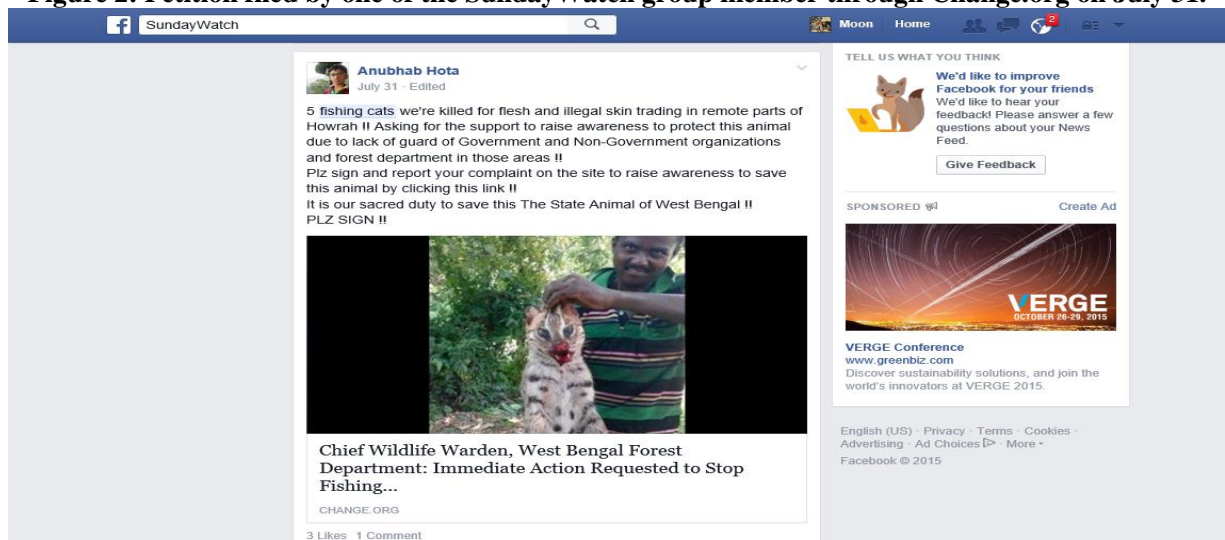 Figure 2. Petition filed by one of the SundayWatch group member through Change.org on July 31.
SundayWatch
Moon Home
2
Anubhab Hota
July 31 · Edited
5 fishing cats we're killed for flesh and illegal skin trading in remote parts of
Howrah !! Asking for the support to raise awareness to protect this animal
due to lack of guard of Government and Non-Government organizations
and forest department in those areas !!
Plz sign and report your complaint on the site to raise awareness to save
this animal by clicking this link !!
It is our sacred duty to save this The State Animal of West Bengal !!
PLZ SIGN !!
Chief Wildlife Warden, West Bengal Forest
Department: Immediate Action Requested to Stop
Fishing...
CHANGE.ORG
3 Likes 1 Comment
TELL US WHAT YOU THINK
We'd like to improve
Facebook for your friends
We'd like to hear your
feedback! Please answer a few
questions about your News
Feed.
Give Feedback
SPONSORED
Create Ad
VERGE
OCTOBER 26-29, 2015
VERGE Conference
www.greenbiz.com
Discover sustainability solutions, and join the
world's innovators at VERGE 2015.
English (US) · Privacy · Terms · Cookies ·
Advertising · Ad Choices · More
Facebook © 2015